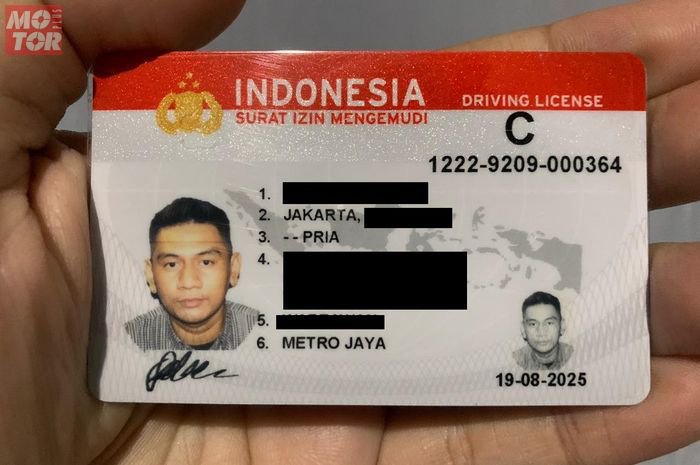 MOTOR PLUS
INDONESIA
SURAT IZIN MENGEMUDI
DRIVING LICENSE
C
1222-9209-000364
1.
2. JAKARTA,
3. - - PRIA
4.
5.
6. METRO JAYA
19-08-2025